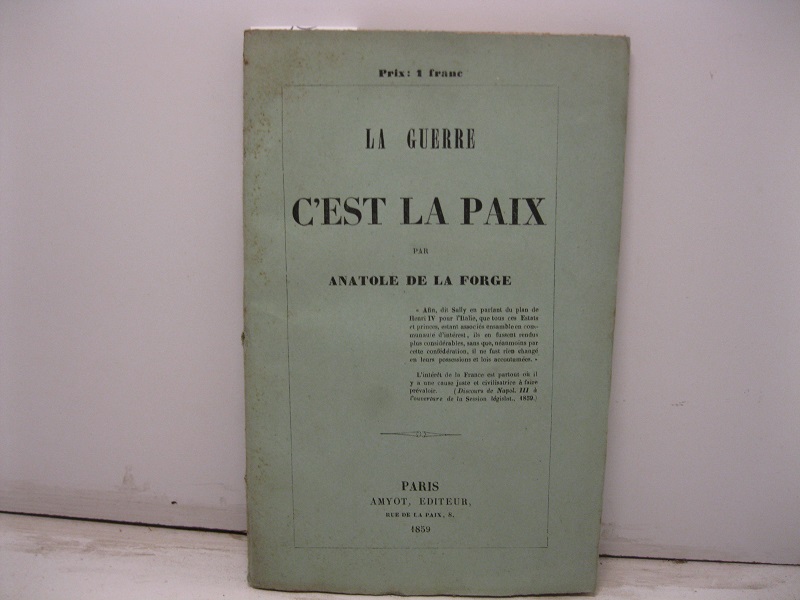 Prix: 1 franc
LA GUERRE
C'EST LA PAIX
PAR
ANATOLE DE LA FORGE
« Afin, dit Sully en parlant du plan de
Henri IV pour l'Italie, que tous ces Estats
et princes, estant associés ensemble en com-
munauté d'intérest, ils en fussent rendus
plus considérables, sans que, néaumoins par
cette confédération, il ne fust rien changé
en leurs possessions et lois accoutumées. »
L'intérêt de la France est partout où il
y a une cause juste et civilisatrice à faire
prévaloir. (Discours de Napol. III à
l'ouverture de la Session législat., 1859.)
PARIS
AMYOT, EDITEUR,
RUE DE LA PAIX, 8,
1859